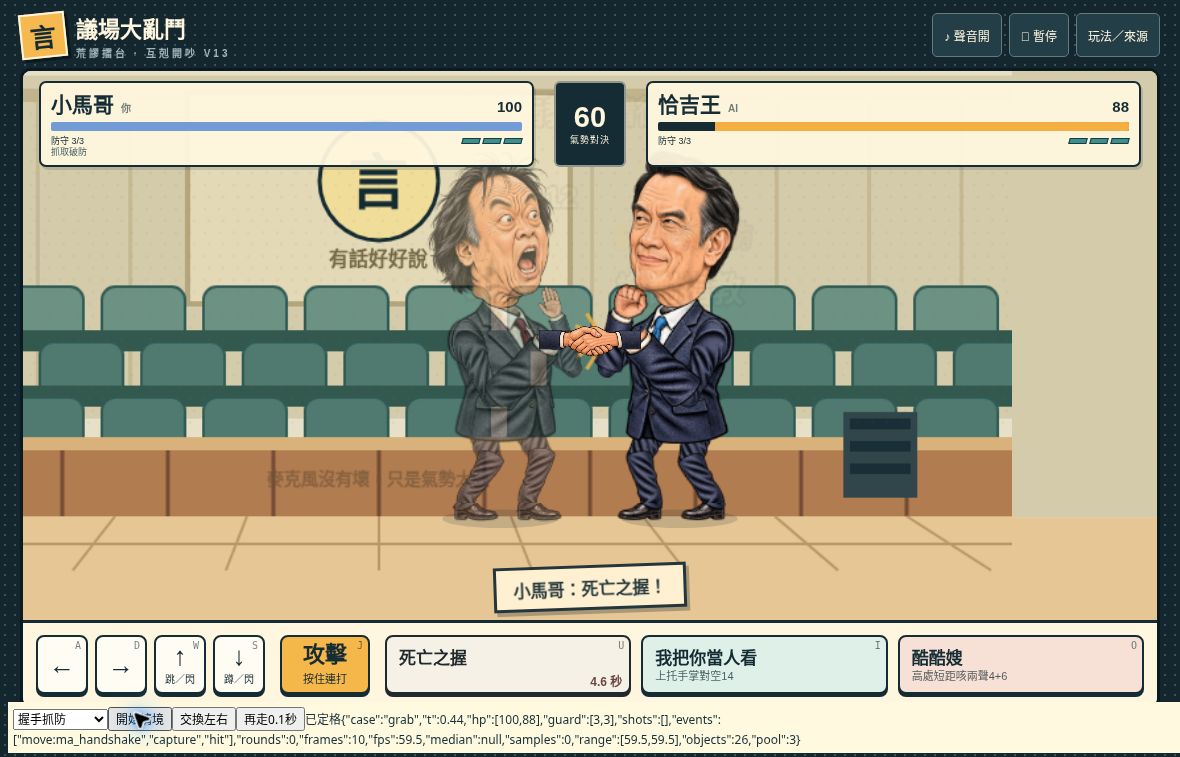 言
議場大亂鬥
荒謬擂台 · 互剋開吵 V13
♪ 聲音開
暫停
玩法／來源
小馬哥 你 100
防守 3/3
抓取破防
60
氣勢對決
恰吉王 AI 88
防守 3/3
言
有話好好說
麥克風沒有壞 只是氣勢
小馬哥：死亡之握！
A
←
D
→
W
↑
跳／閃
S
↓
蹲／閃
J
攻擊
按住連打
U
死亡之握
4.6 秒
I
我把你當人看
上托手掌對空14
O
酷酷嫂
高處短距咳兩聲4+6
握手抓防 交換左右 再走0.1秒 已定格{"case":"grab","t":0.44,"hp":[100,88],"guard":[3,3],"shots":[],"events":
["move:ma_handshake","capture","hit"],"rounds":0,"frames":10,"fps":59.5,"median":null,"samples":0,"range":[59.5,59.5],"objects":26,"pool":3}